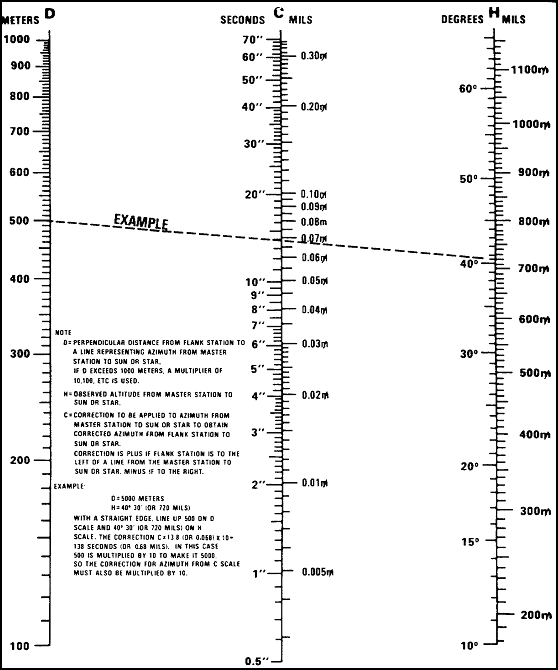 D C H
METERS SECONDS MILS DEGREES MILS
1000
900
800
700
600
500
400
300
200
100
70''
60''
50''
40''
30''
20''
10''
9''
8''
7''
6''
5''
4''
3''
2''
1''
0.5''
0.30m
0.20m
0.10m
0.09m
0.08m
0.07m
0.06m
0.05m
0.04m
0.03m
0.02m
0.01m
0.005m
60°
50°
40°
30°
20°
15°
10°
1100m
1000m
900m
800m
700m
600m
500m
400m
300m
200m
EXAMPLE
NOTE
D= PERPENDICULAR DISTANCE FROM FLANK STATION TO
A LINE REPRESENTING AZIMUTH FROM MASTER
STATION TO SUN OR STAR.
IF D EXCEEDS 1000 METERS, A MULTIPLIER OF
10,100, ETC IS USED.
H= OBSERVED ALTITUDE FROM MASTER STATION TO
SUN OR STAR.
C= CORRECTION TO BE APPLIED TO AZIMUTH FROM
MASTER STATION TO SUN OR STAR TO OBTAIN
CORRECTED AZIMUTH FROM FLANK STATION TO
SUN OR STAR.
CORRECTION IS PLUS IF FLANK STATION IS TO THE
LEFT OF A LINE FROM THE MASTER STATION TO
SUN OR STAR. MINUS IF TO THE RIGHT.
EXAMPLE:
D=5000 METERS
H=40° 30' (OR 720 MILS)
WITH A STRAIGHT EDGE, LINE UP 500 ON D
SCALE AND 40° 30' (OR 720 MILS) ON H
SCALE. THE CORRECTION C=13.8 (OR 0.068) X 10=
138 SECONDS (OR 0.68 MILS). IN THIS CASE
500 IS MULTIPLIED BY 10 TO MAKE IT 5000.
SO THE CORRECTION FOR AZIMUTH FROM C SCALE
MUST ALSO BE MULTIPLIED BY 10.